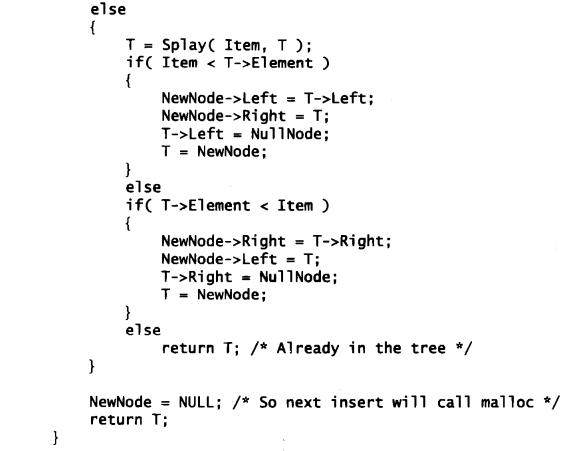 else
{
T = Splay( Item, T );
if( Item < T->Element )
{
NewNode->Left = T->Left;
NewNode->Right = T;
T->Left = NullNode;
T = NewNode;
}
else
if( T->Element < Item )
{
NewNode->Right = T->Right;
NewNode->Left = T;
T->Right = NullNode;
T = NewNode;
}
else
return T; /* Already in the tree */
}
NewNode = NULL; /* So next insert will call malloc */
return T;
}